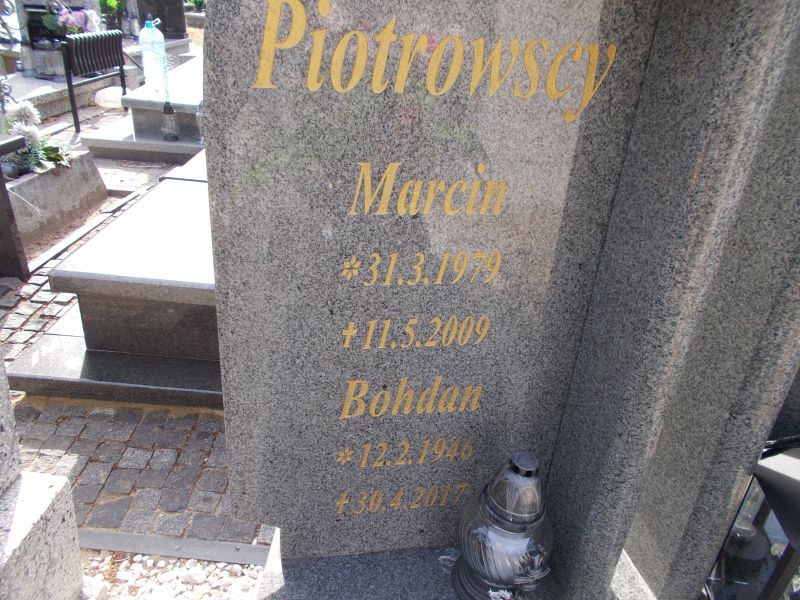 Piotrowscy
Marcin
*31.3.1979
✝11.5.2009
Bohdan
*12.2.1946
✝30.4.2017